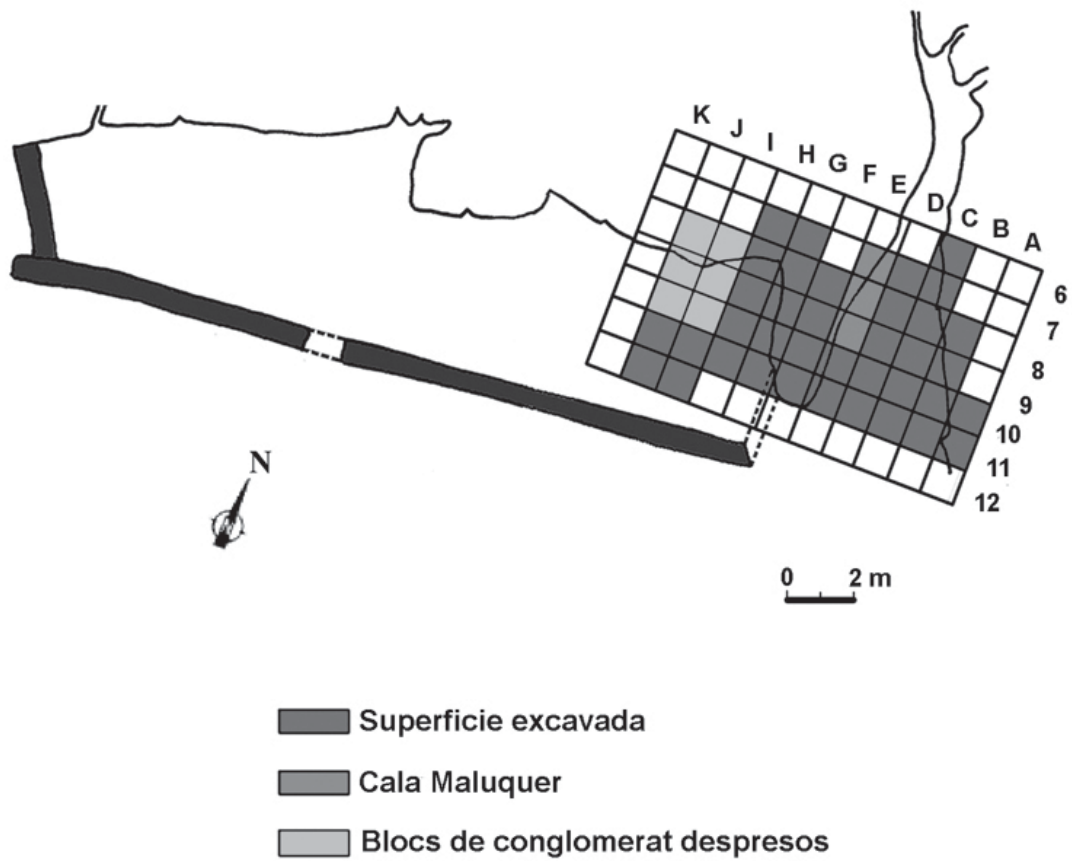 K J I H G F E D C B A
6
7
8
9
10
11
12
N
0 2 m
Superficie excavada
Cala Maluquer
Blocs de conglomerat despresos